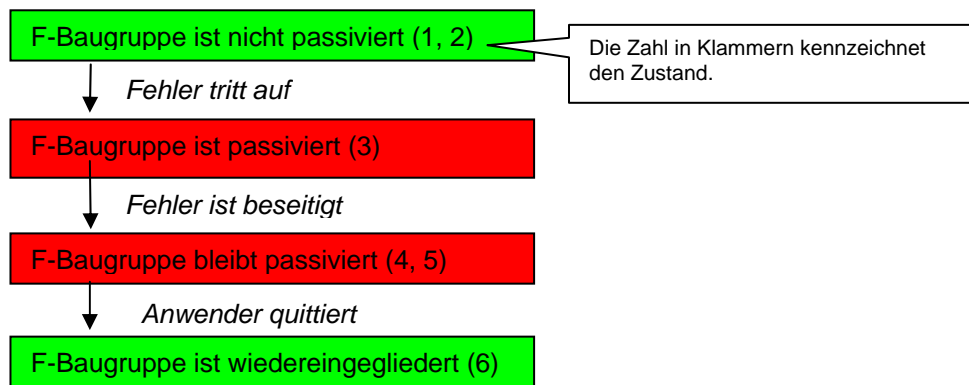 F-Baugruppe ist nicht passiviert (1, 2)
Die Zahl in Klammern kennzeichnet
den Zustand.
Fehler tritt auf
F-Baugruppe ist passiviert (3)
Fehler ist beseitigt
F-Baugruppe bleibt passiviert (4, 5)
Anwender quittiert
F-Baugruppe ist wiedereingegliedert (6)